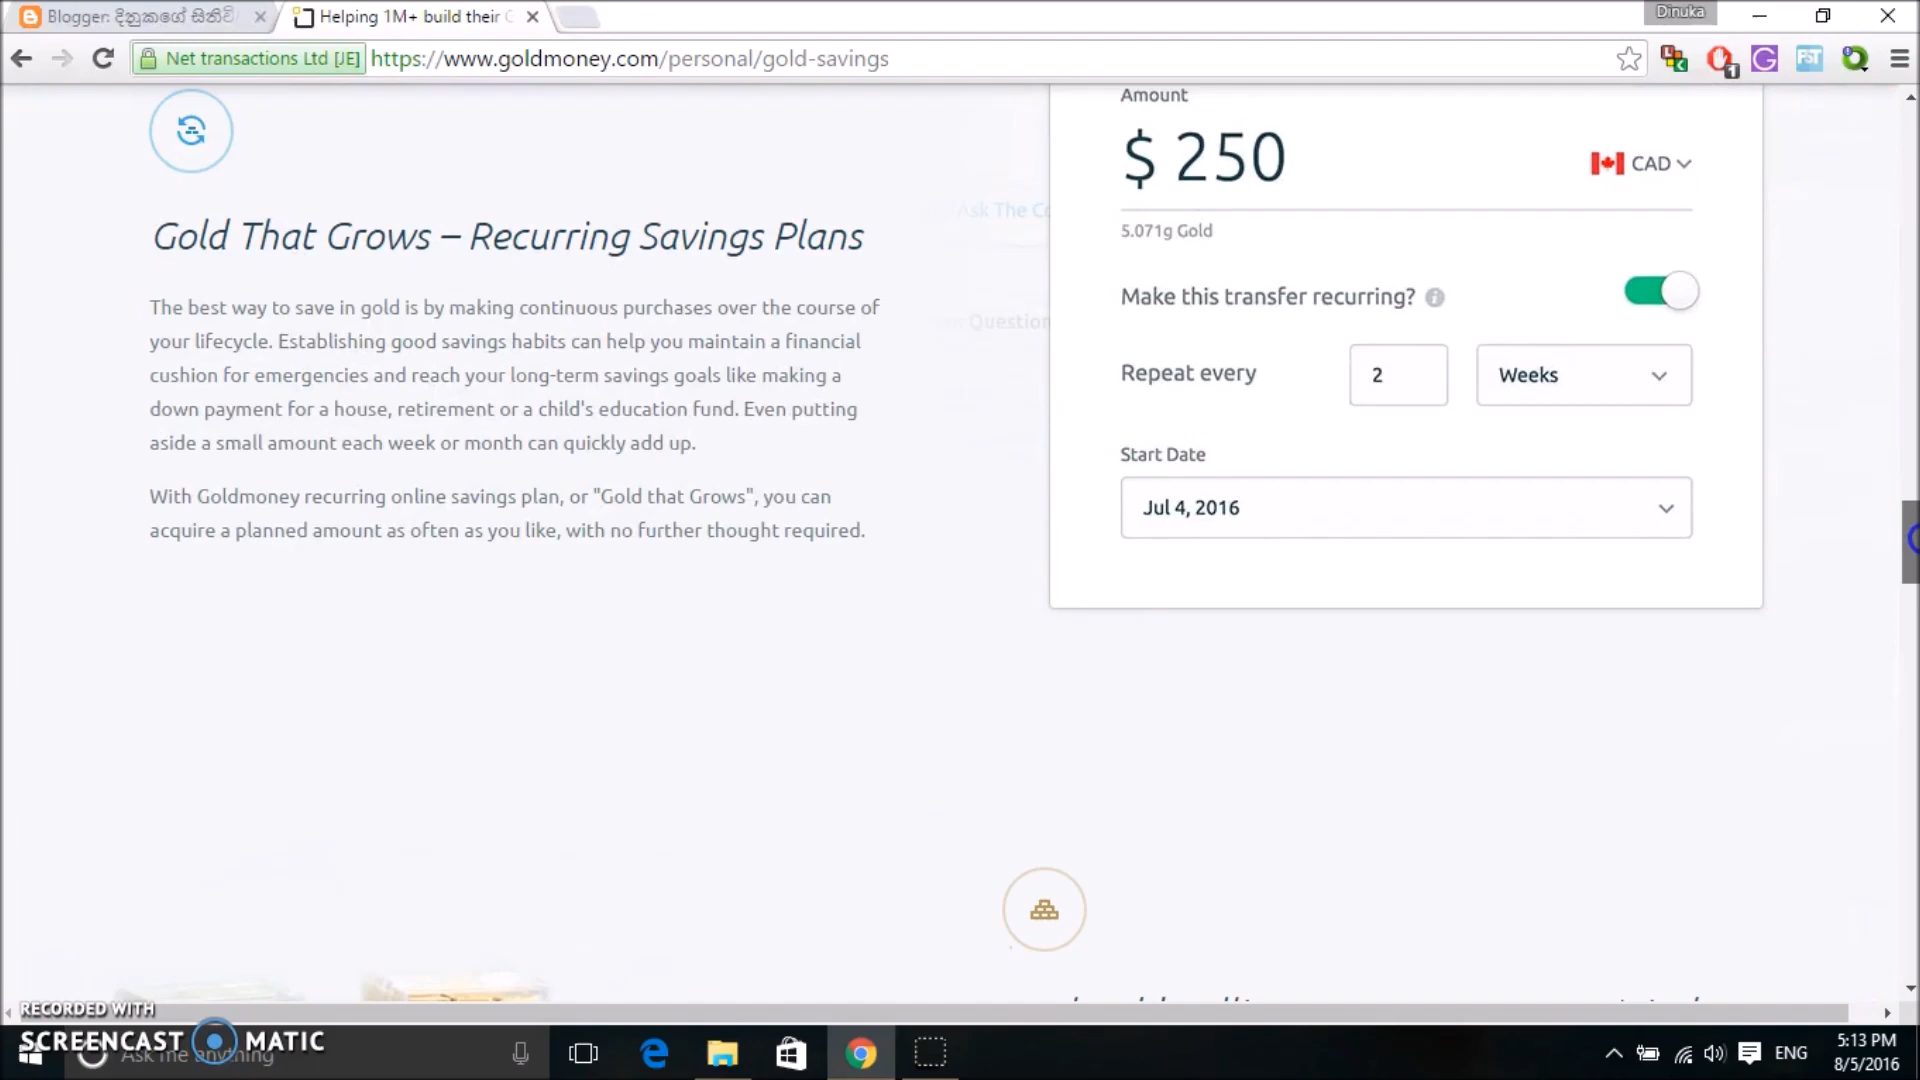 Blogger: දිනුකගේ සිතිවි
Helping 1M+ build their G
Dinuka
Net transactions Ltd [JE]
https://www.goldmoney.com/personal/gold-savings
Amount
$ 250
CAD
5.071g Gold
Make this transfer recurring?
Repeat every
2
Weeks
Start Date
Jul 4, 2016
Gold That Grows – Recurring Savings Plans
The best way to save in gold is by making continuous purchases over the course of
your lifecycle. Establishing good savings habits can help you maintain a financial
cushion for emergencies and reach your long-term savings goals like making a
down payment for a house, retirement or a child's education fund. Even putting
aside a small amount each week or month can quickly add up.
With Goldmoney recurring online savings plan, or "Gold that Grows", you can
acquire a planned amount as often as you like, with no further thought required.
Ask The Co
Question
RECORDED WITH
SCREENCAST MATIC
Ask me anything
ENG
5:13 PM
8/5/2016